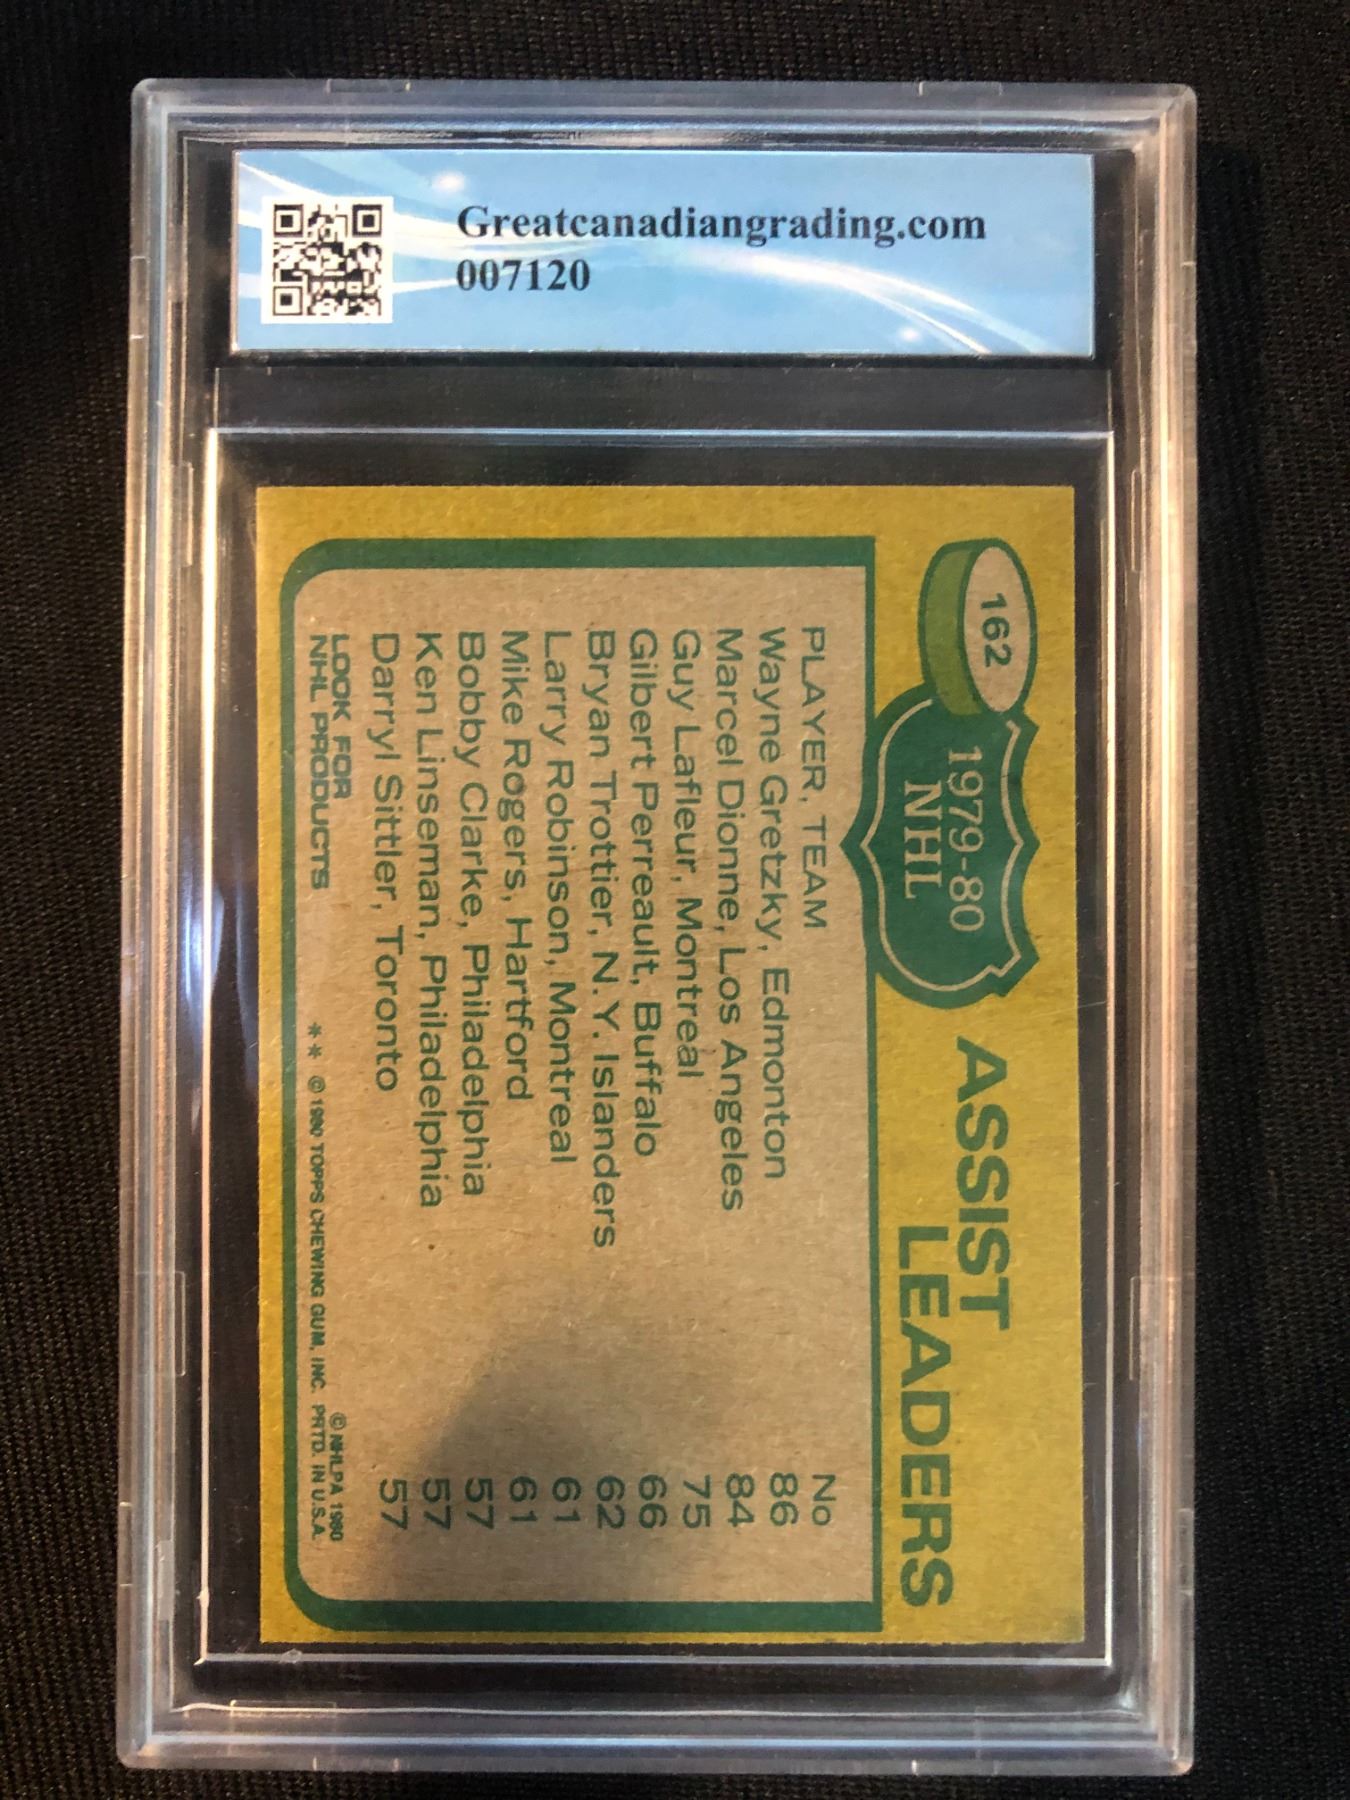 Greatcanadiangrading.com
007120
162
1979-80
NHL
ASSIST
LEADERS
PLAYER, TEAM No
Wayne Gretzky, Edmonton 86
Marcel Dionne, Los Angeles 84
Guy Lafleur, Montreal 75
Gilbert Perreault, Buffalo 66
Bryan Trottier, N.Y. Islanders 62
Larry Robinson, Montreal 61
Mike Rogers, Hartford 61
Bobby Clarke, Philadelphia 57
Ken Linseman, Philadelphia 57
Darryl Sittler, Toronto 57
LOOK FOR © NHLPA 1980
NHL PRODUCTS ** © 1980 TOPPS CHEWING GUM, INC. PRTD. IN U.S.A.